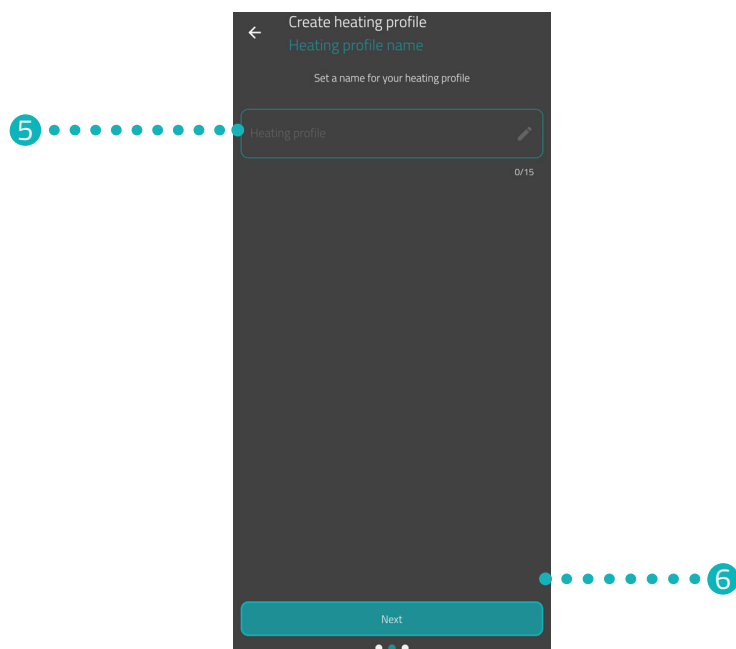 Create heating profile
Heating profile name
Set a name for your heating profile
5
Heating profile
0/15
6
Next